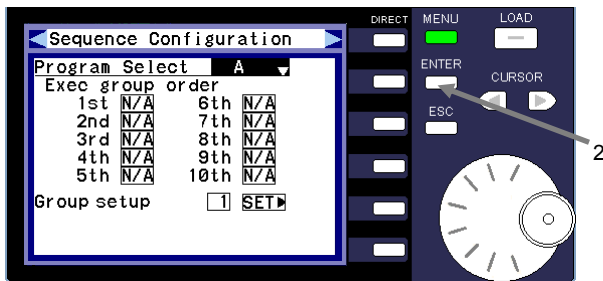 DIRECT MENU LOAD
Sequence Configuration
Program Select A
ENTER
CURSOR
Exec group order
1st N/A 6th N/A
2nd N/A 7th N/A
ESC
3rd N/A 8th N/A
4th N/A 9th N/A
5th N/A 10th N/A
2
Group setup 1 SET